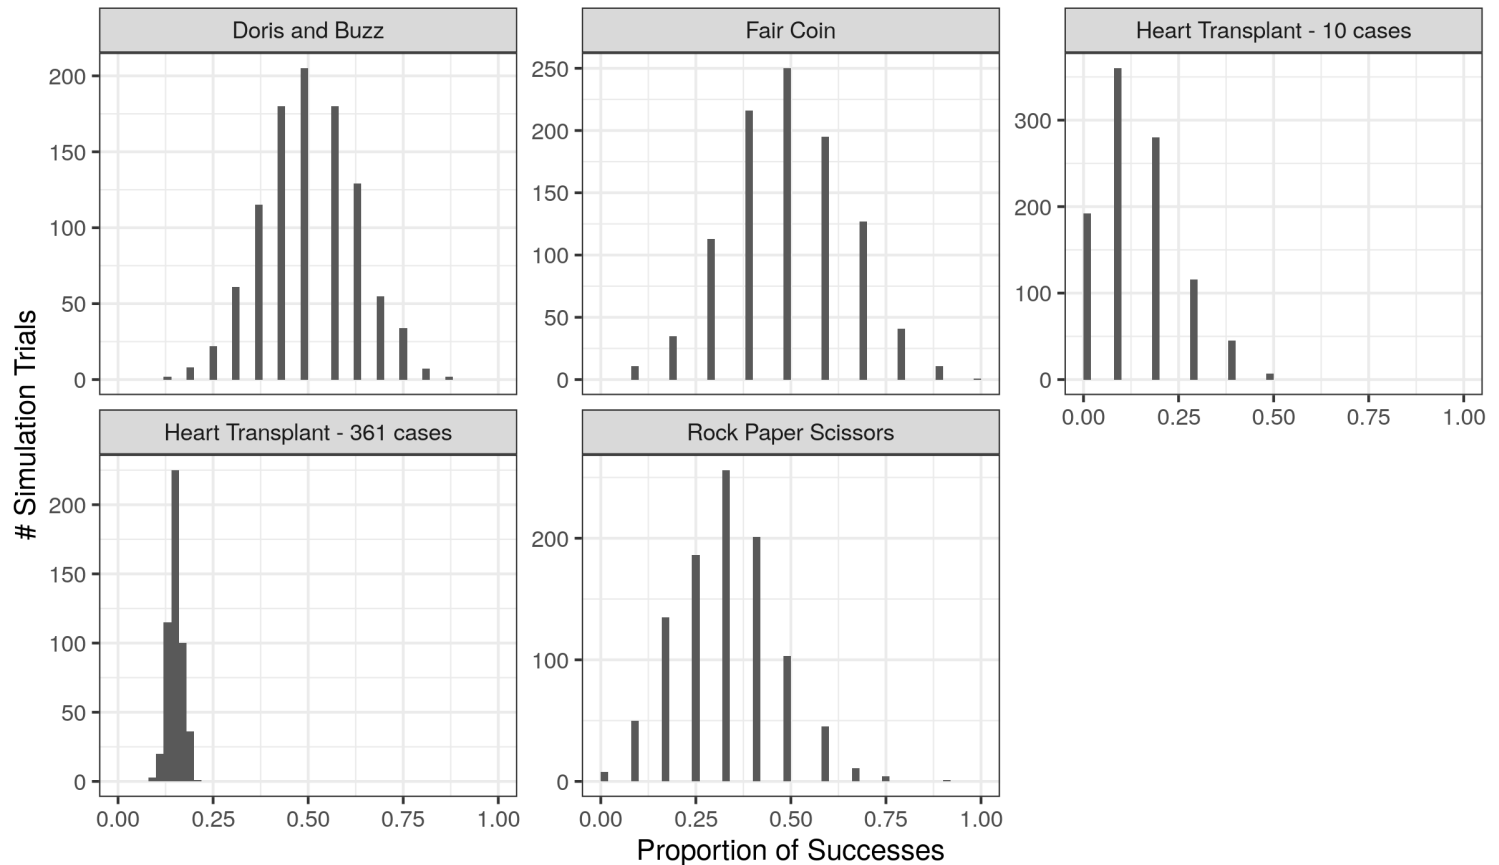 Doris and Buzz
Fair Coin
Heart Transplant - 10 cases
200
150
100
50
0
250
200
150
100
50
0
300
200
100
0
0.00 0.25 0.50 0.75 1.00
# Simulation Trials
Heart Transplant - 361 cases
Rock Paper Scissors
200
150
100
50
0
0.00 0.25 0.50 0.75 1.00
200
100
0
0.00 0.25 0.50 0.75 1.00
Proportion of Successes